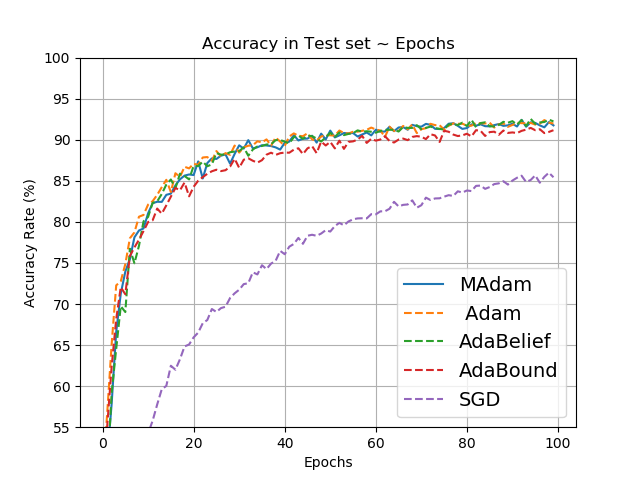 Accuracy in Test set ~ Epochs
100
95
90
85
80
75
70
65
60
55
Accuracy Rate (%)
0 20 40 60 80 100
Epochs
MAdam
Adam
AdaBelief
AdaBound
SGD